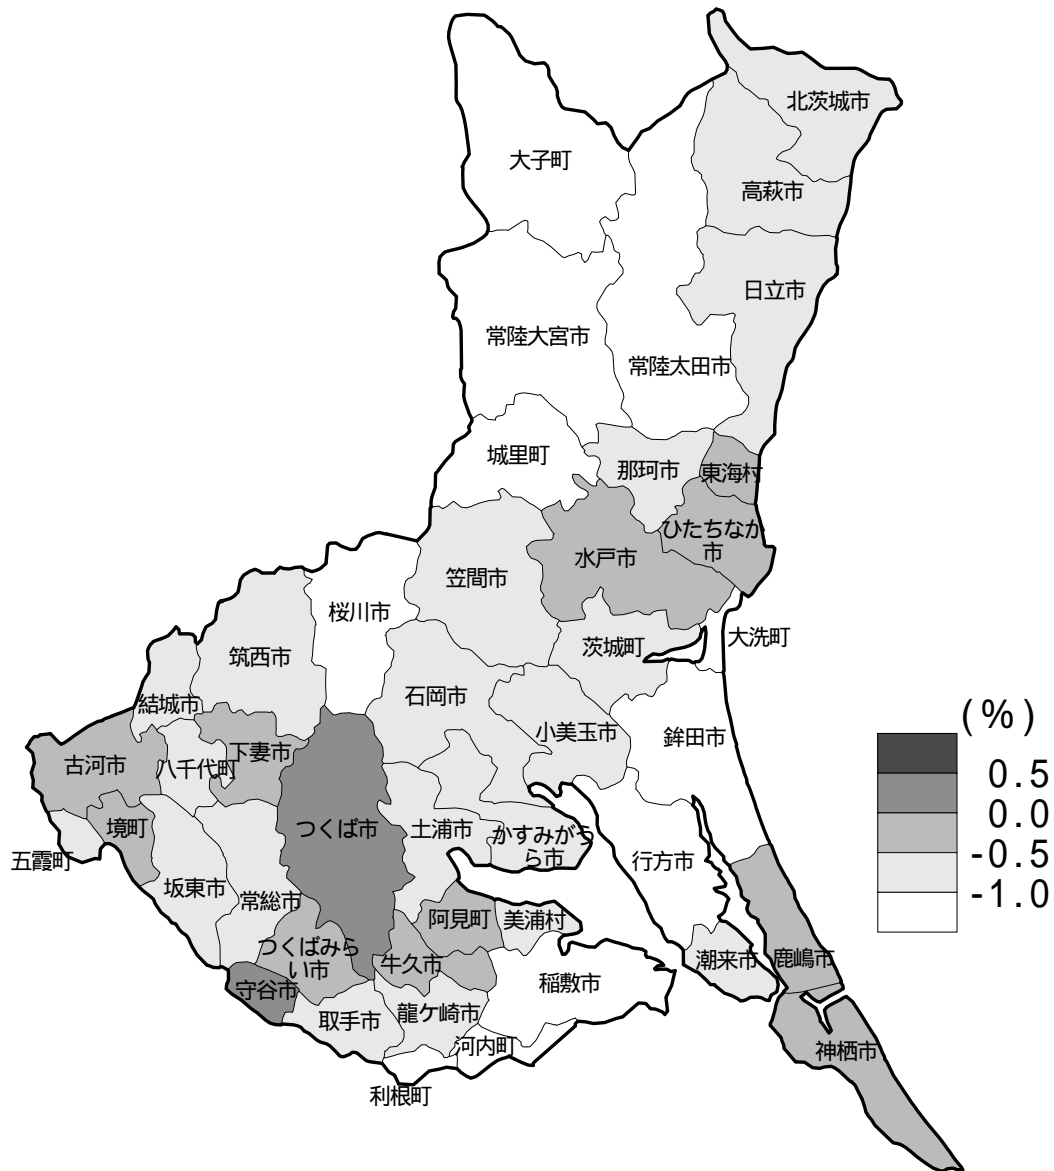 北茨城市
大子町
高萩市
日立市
常陸大宮市
常陸太田市
城里町
那珂市
東海村
ひたちなか
市
水戸市
笠間市
桜川市
茨城町
大洗町
筑西市
石岡市
結城市
小美玉市
鉾田市
(%)
下妻市
古河市
八千代町
0.5
0.0
-0.5
-1.0
境町
つくば市
土浦市
かすみがう
ら市
五霞町
行方市
坂東市
常総市
阿見町
美浦村
つくばみら
い市
牛久市
潮来市
鹿嶋市
守谷市
稲敷市
取手市
龍ケ崎市
河内町
神栖市
利根町